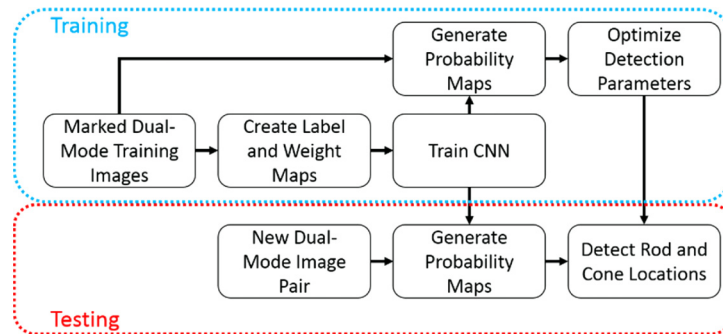 Training
Generate
Probability
Maps
Optimize
Detection
Parameters
Marked Dual-
Mode Training
Images
Create Label
and Weight
Maps
Train CNN
New Dual-
Mode Image
Pair
Generate
Probability
Maps
Detect Rod and
Cone Locations
Testing